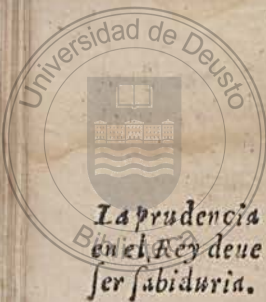 Universidad de Deusto
La prudencia
en el Rey deue
ser sabiduria.
Biblioteca